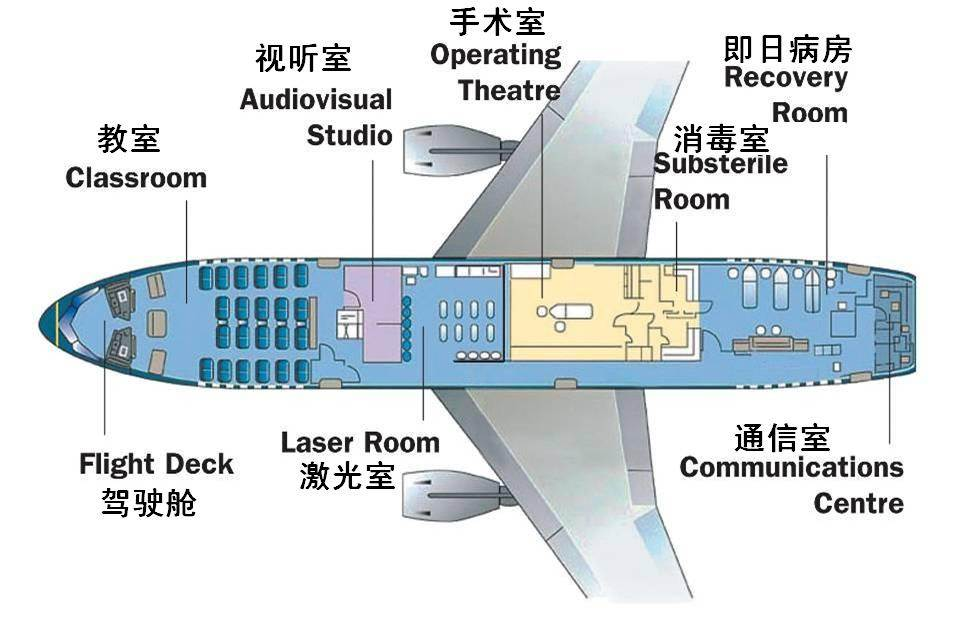 手术室
Operating
Theatre
即日病房
Recovery
Room
视听室
Audiovisual
Studio
教室
Classroom
消毒室
Substerile
Room
Flight Deck
驾驶舱
Laser Room
激光室
通信室
Communications
Centre